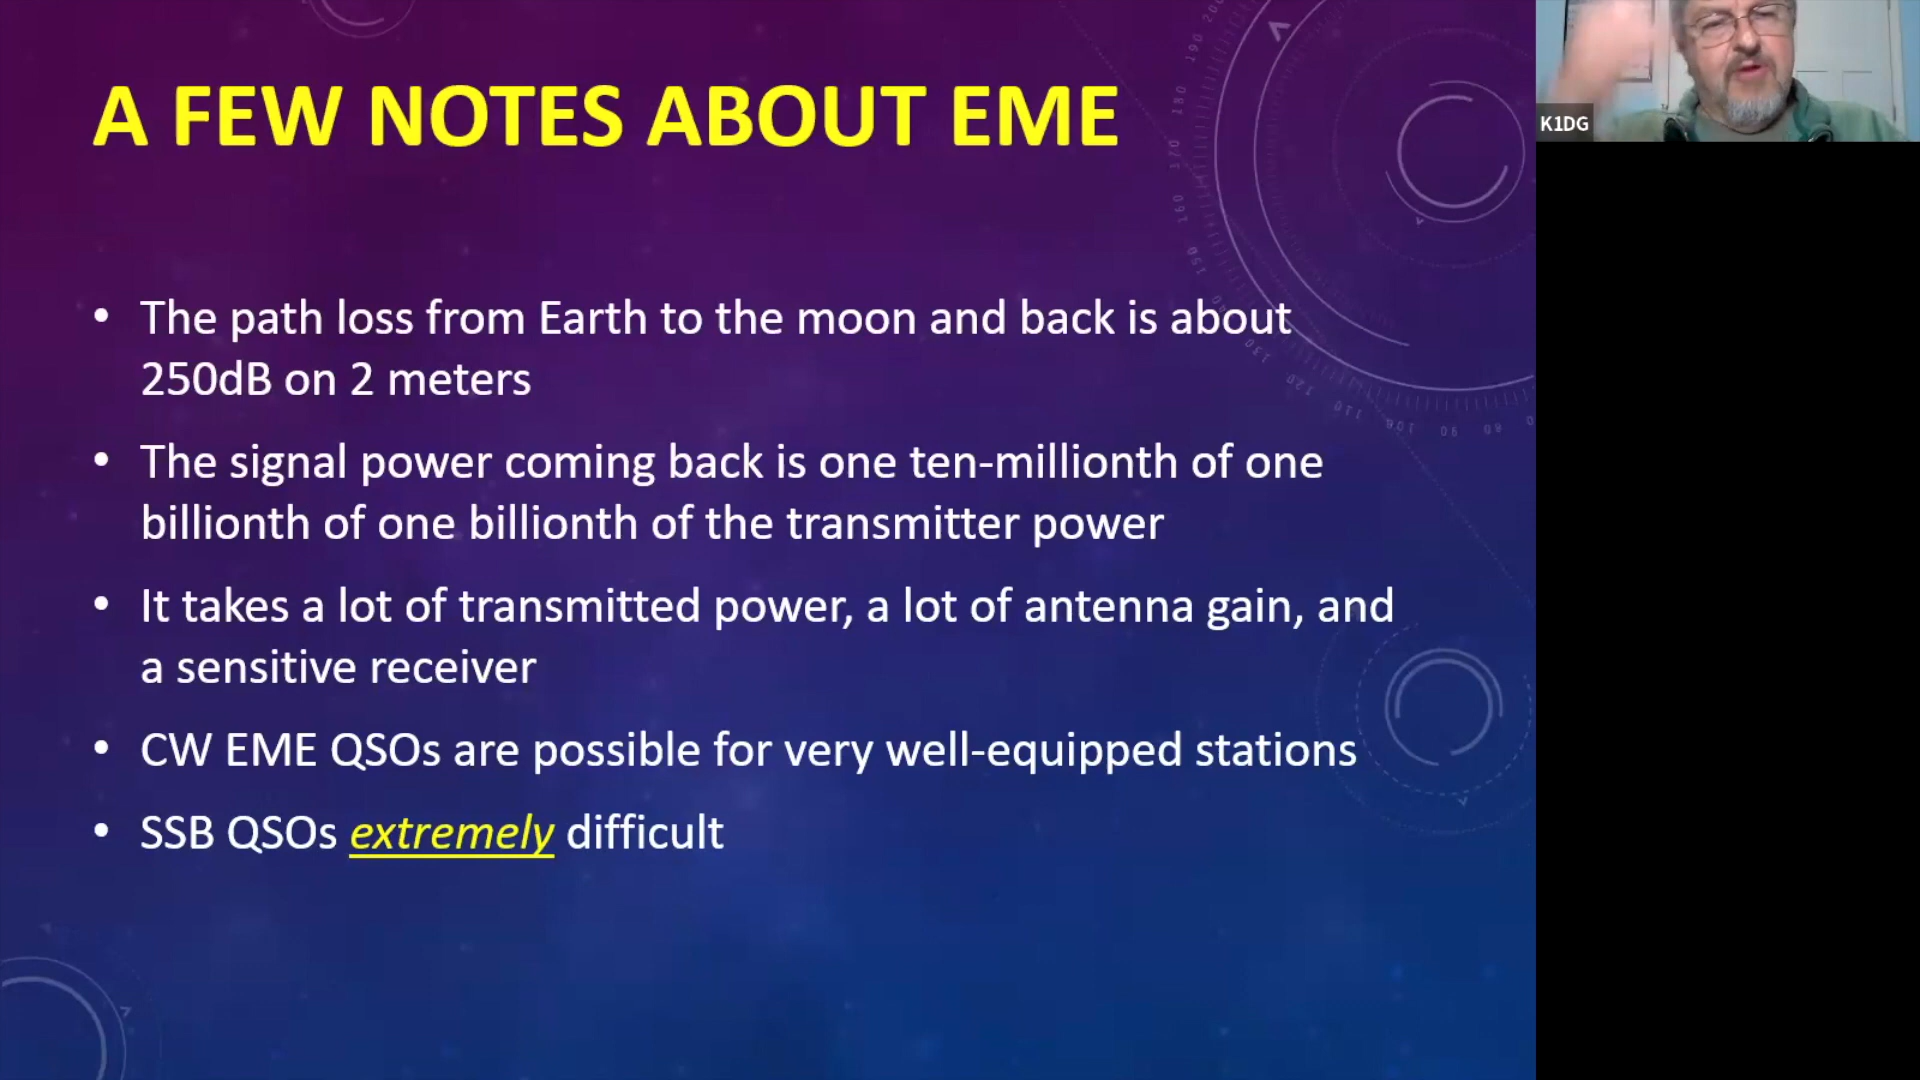 A FEW NOTES ABOUT EME
K1DG
• The path loss from Earth to the moon and back is about
250dB on 2 meters
• The signal power coming back is one ten-millionth of one
billionth of one billionth of the transmitter power
• It takes a lot of transmitted power, a lot of antenna gain, and
a sensitive receiver
• CW EME QSOs are possible for very well-equipped stations
• SSB QSOs extremely difficult